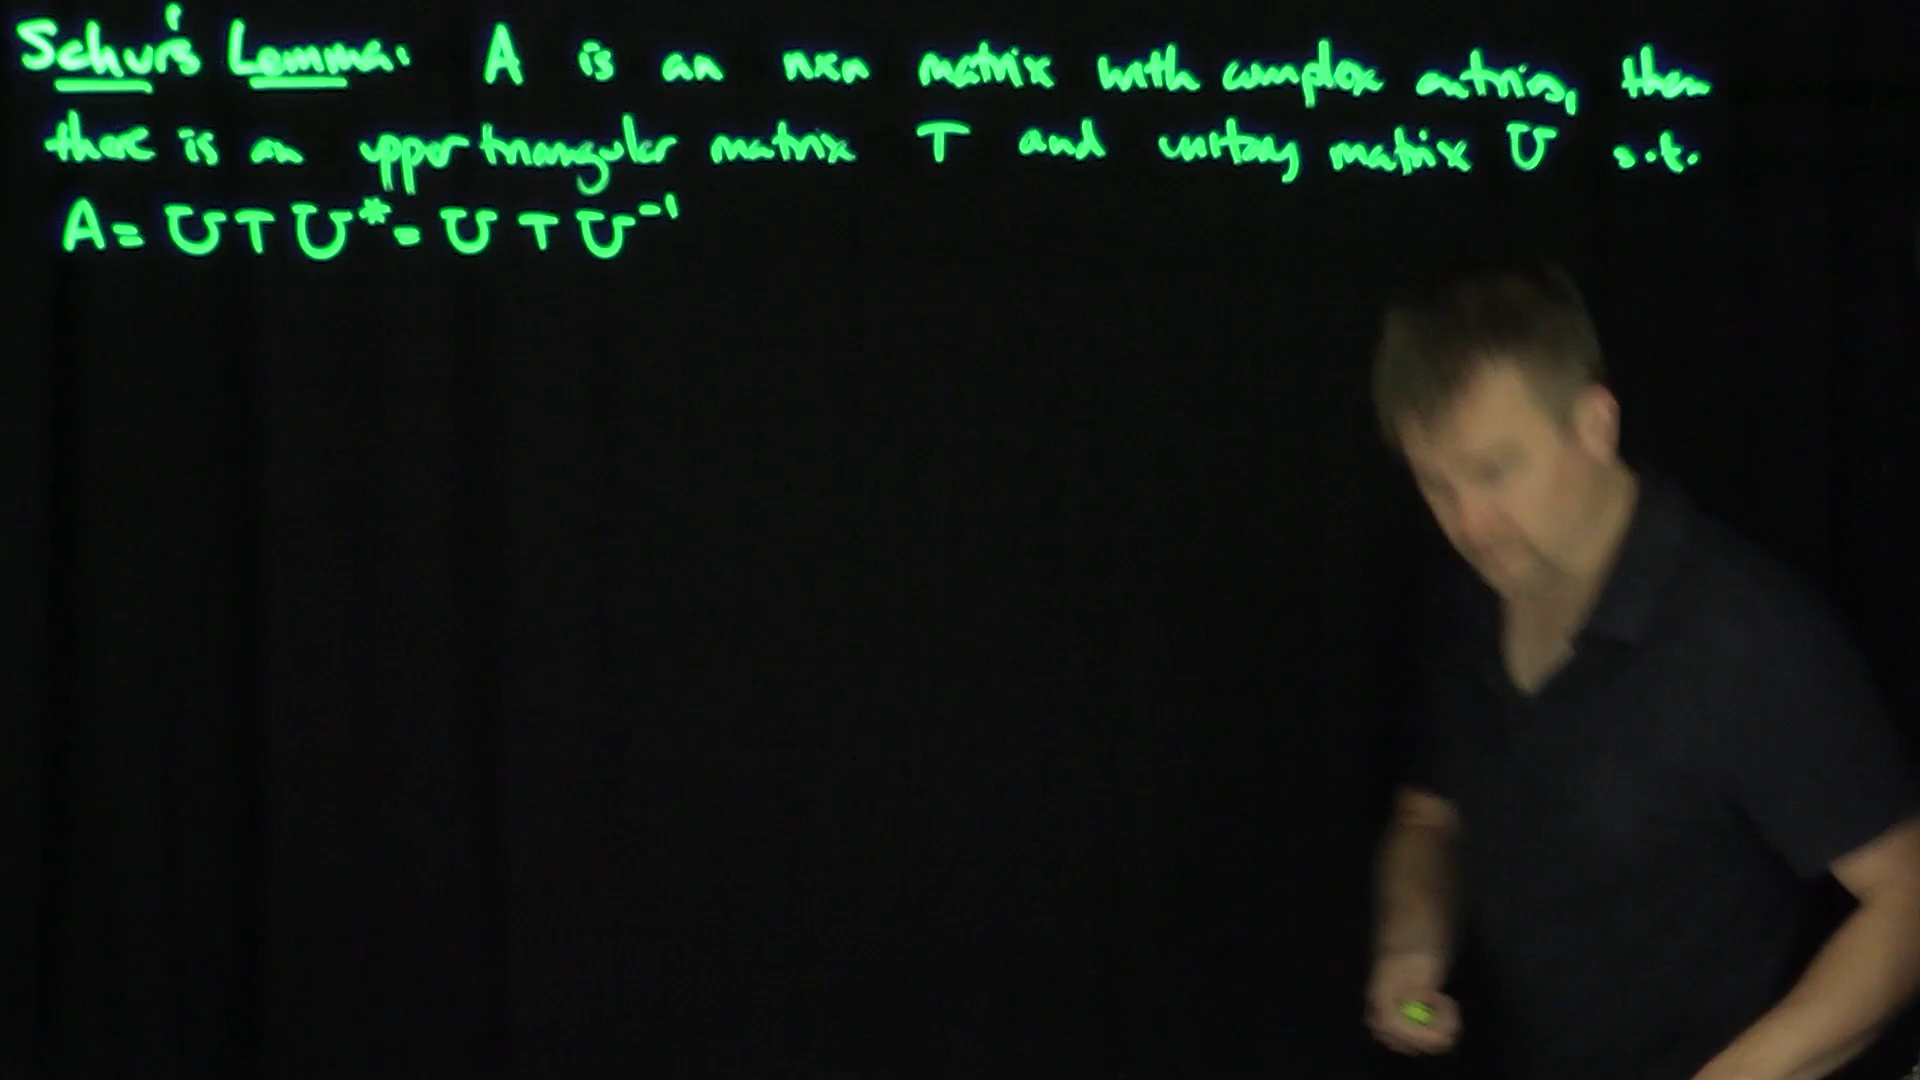 Schur's Lemma: A is an nxn matrix with complex entries, then
there is an upper triangular matrix T and unitary matrix U s.t.
A = U T U* = U T U⁻¹